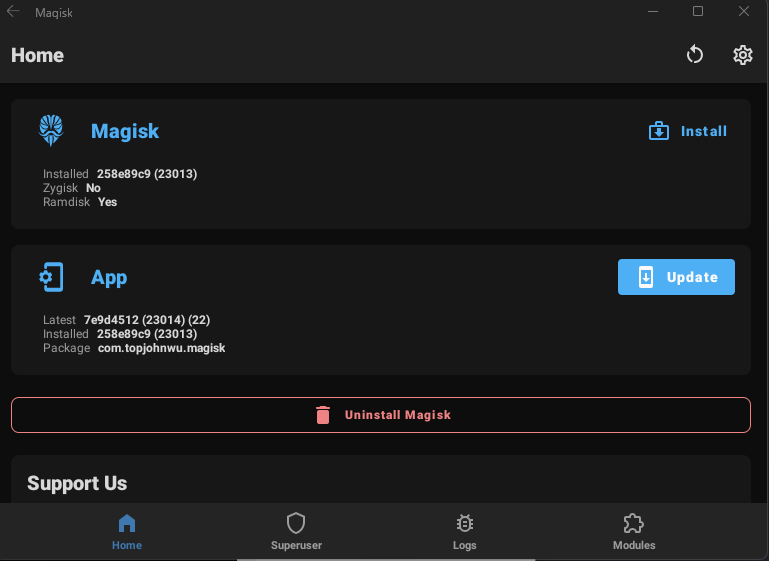 Magisk
Home
Magisk
Install
Installed 258e89c9 (23013)
Zygisk No
Ramdisk Yes
App
Update
Latest 7e9d4512 (23014) (22)
Installed 258e89c9 (23013)
Package com.topjohnwu.magisk
Uninstall Magisk
Support Us
Home
Superuser
Logs
Modules